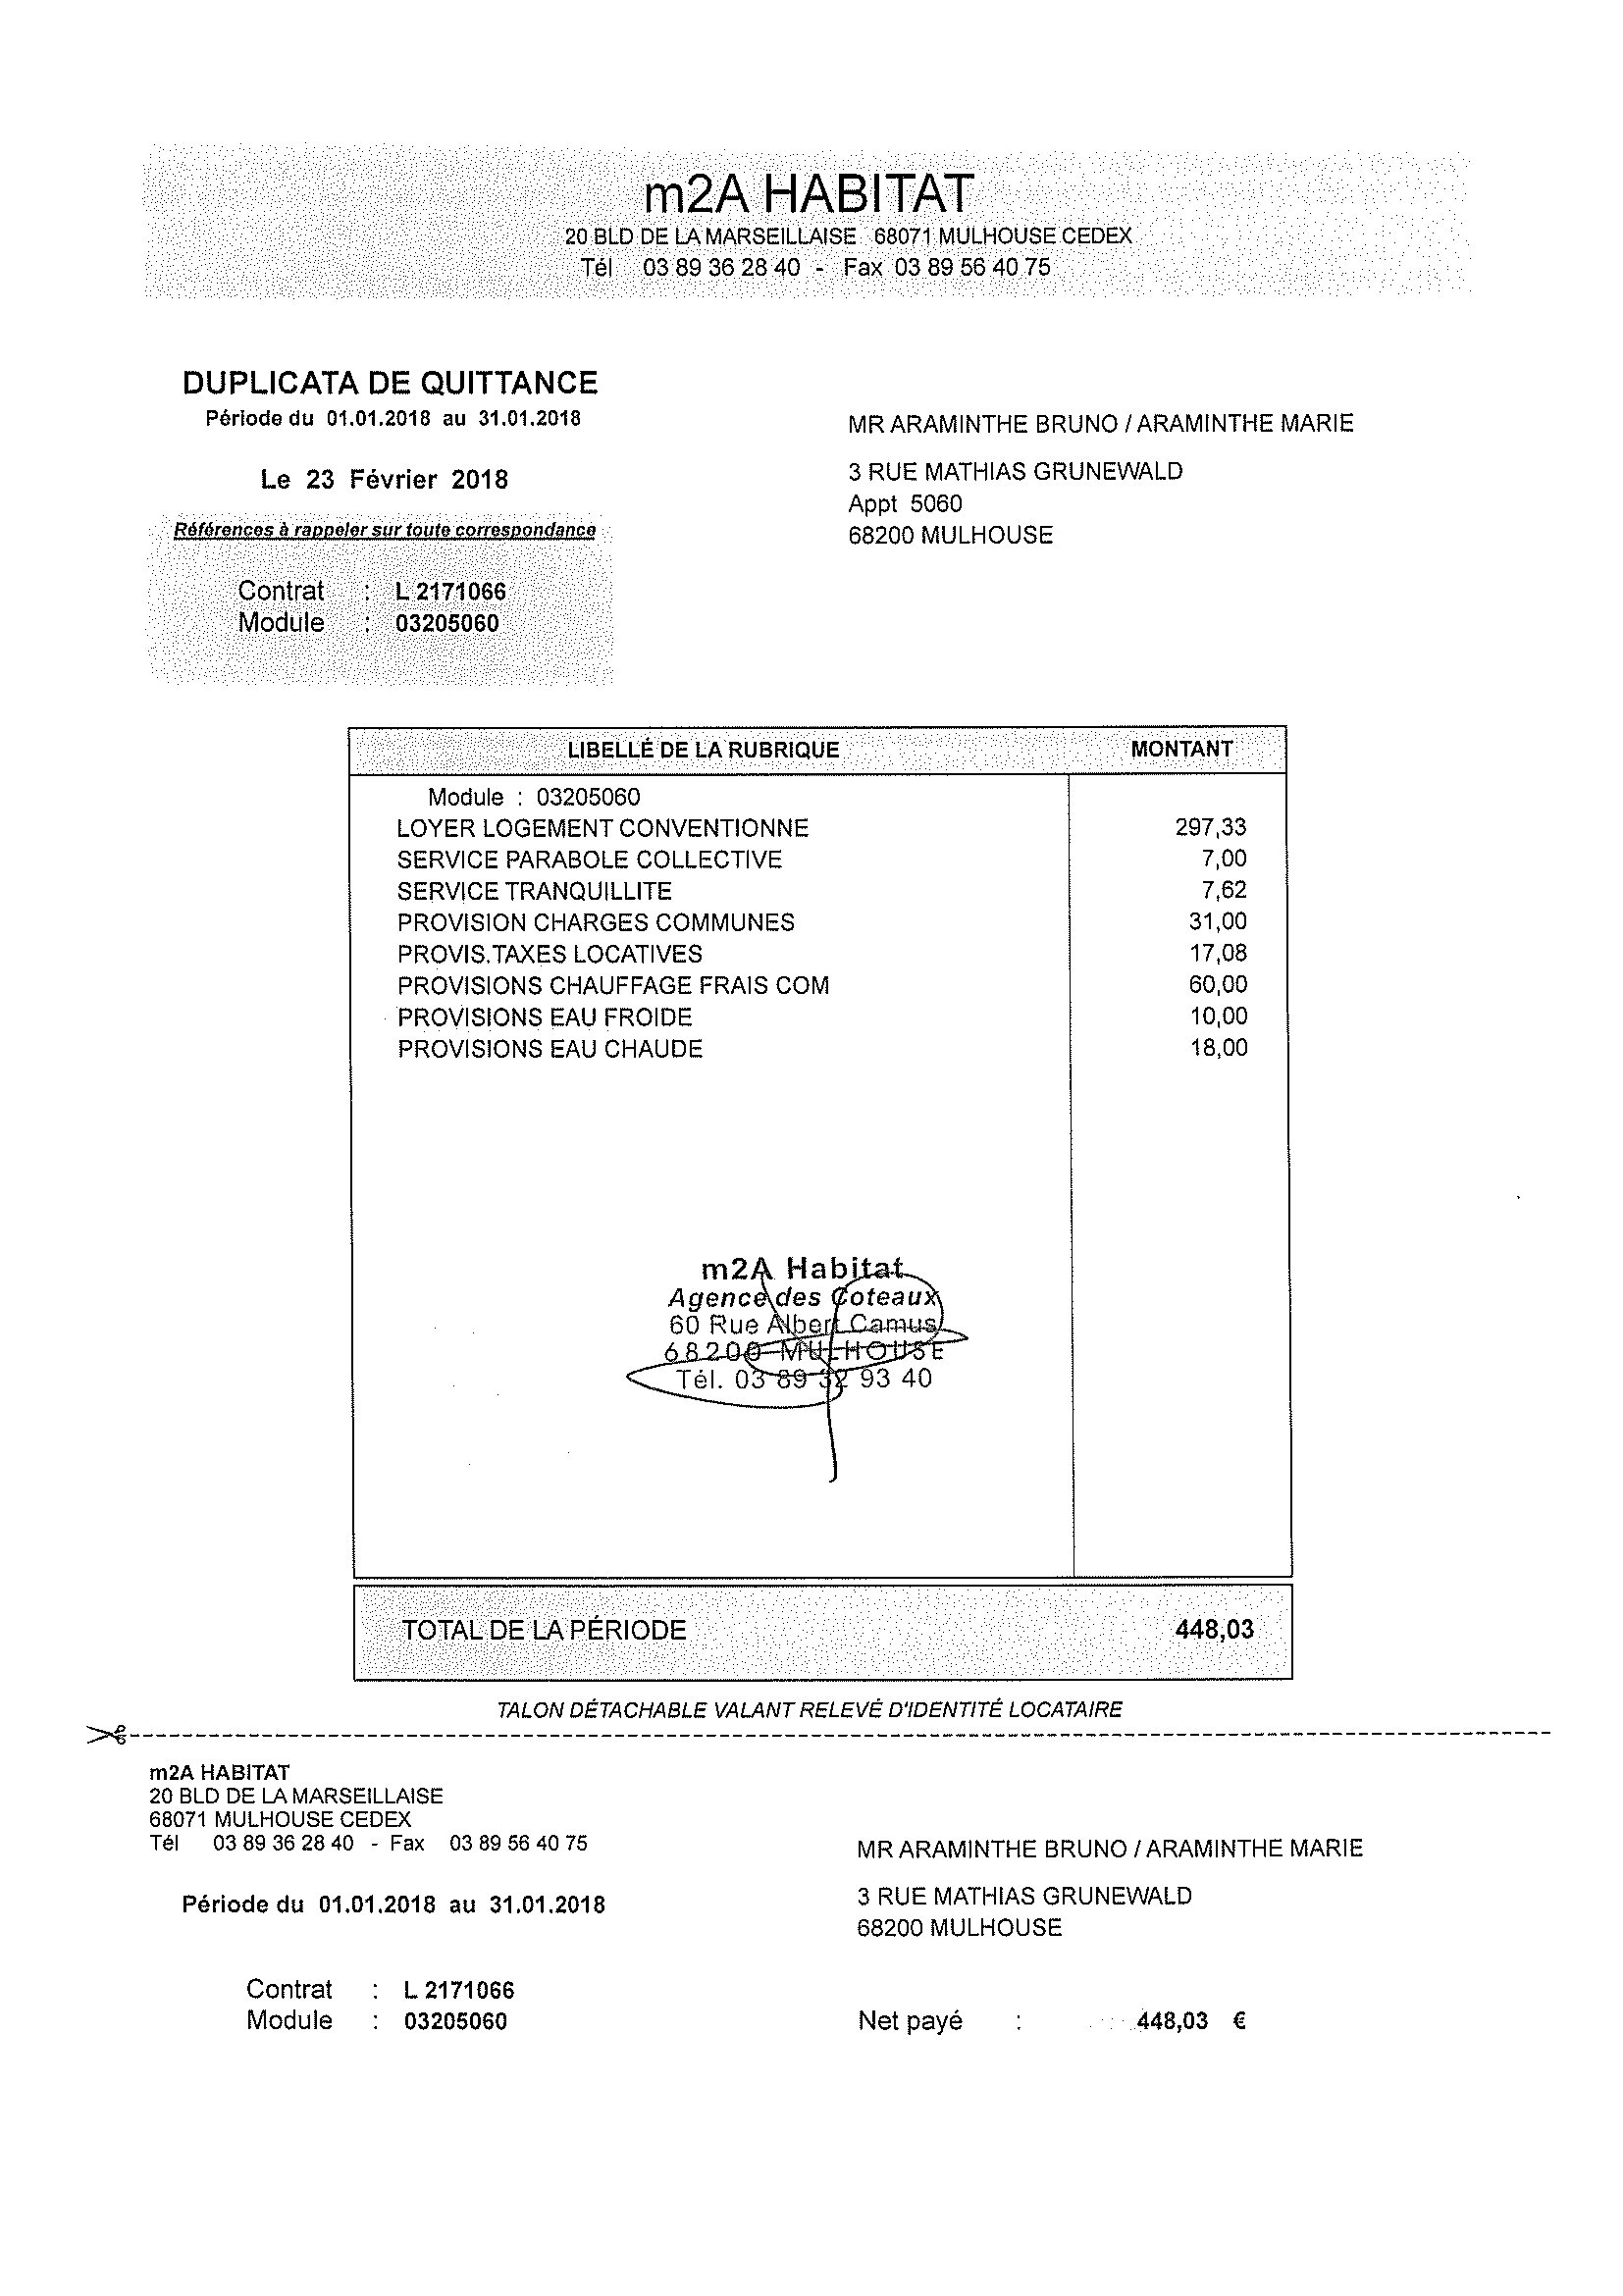 m2A HABITAT
20 BLD DE LA MARSEILLAISE 68071 MULHOUSE CEDEX
Tél 03 89 36 28 40 - Fax 03 89 56 40 75
DUPLICATA DE QUITTANCE
Période du 01.01.2018 au 31.01.2018
Le 23 Février 2018
Références à rappeler sur toute correspondance
Contrat : L 2171066
Module : 03205060
MR ARAMINTHE BRUNO / ARAMINTHE MARIE
3 RUE MATHIAS GRUNEWALD
Appt 5060
68200 MULHOUSE
LIBELLÉ DE LA RUBRIQUE MONTANT
Module : 03205060
LOYER LOGEMENT CONVENTIONNE 297,33
SERVICE PARABOLE COLLECTIVE 7,00
SERVICE TRANQUILLITE 7,62
PROVISION CHARGES COMMUNES 31,00
PROVIS.TAXES LOCATIVES 17,08
PROVISIONS CHAUFFAGE FRAIS COM 60,00
PROVISIONS EAU FROIDE 10,00
PROVISIONS EAU CHAUDE 18,00
m2A Habitat
Agence des Coteaux
60 Rue Albert Camus
68200 MULHOUSE
Tél. 03 89 32 93 40
TOTAL DE LA PÉRIODE 448,03
TALON DÉTACHABLE VALANT RELEVÉ D'IDENTITÉ LOCATAIRE
m2A HABITAT
20 BLD DE LA MARSEILLAISE
68071 MULHOUSE CEDEX
Tél 03 89 36 28 40 - Fax 03 89 56 40 75
Période du 01.01.2018 au 31.01.2018
Contrat : L 2171066
Module : 03205060
MR ARAMINTHE BRUNO / ARAMINTHE MARIE
3 RUE MATHIAS GRUNEWALD
68200 MULHOUSE
Net payé : 448,03 €